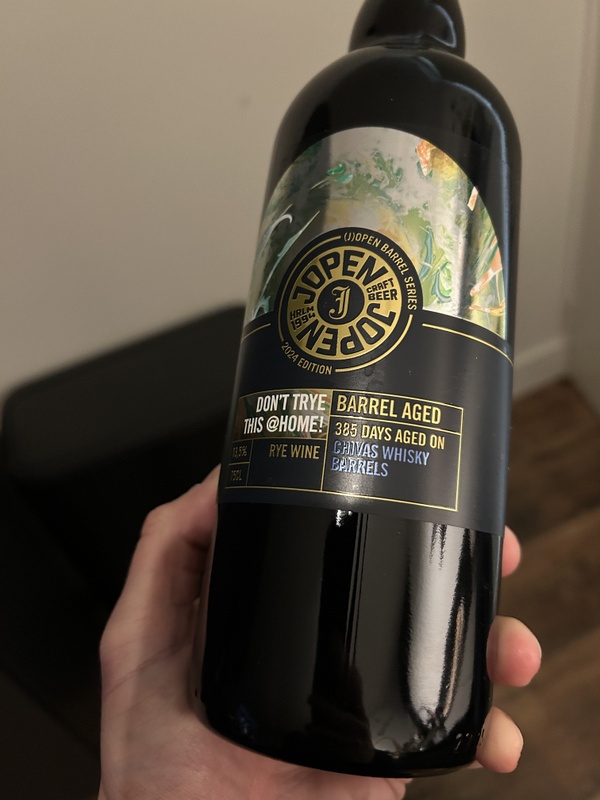 (J)OPEN BARREL SERIES
JOPEN
CRAFT
BEER
J
HRLM
1994
JOPEN
2024 EDITION
DON'T TRYE
THIS @HOME!
BARREL AGED
385 DAYS AGED ON
CHIVAS WHISKY
BARRELS
13,5%
RYE WINE